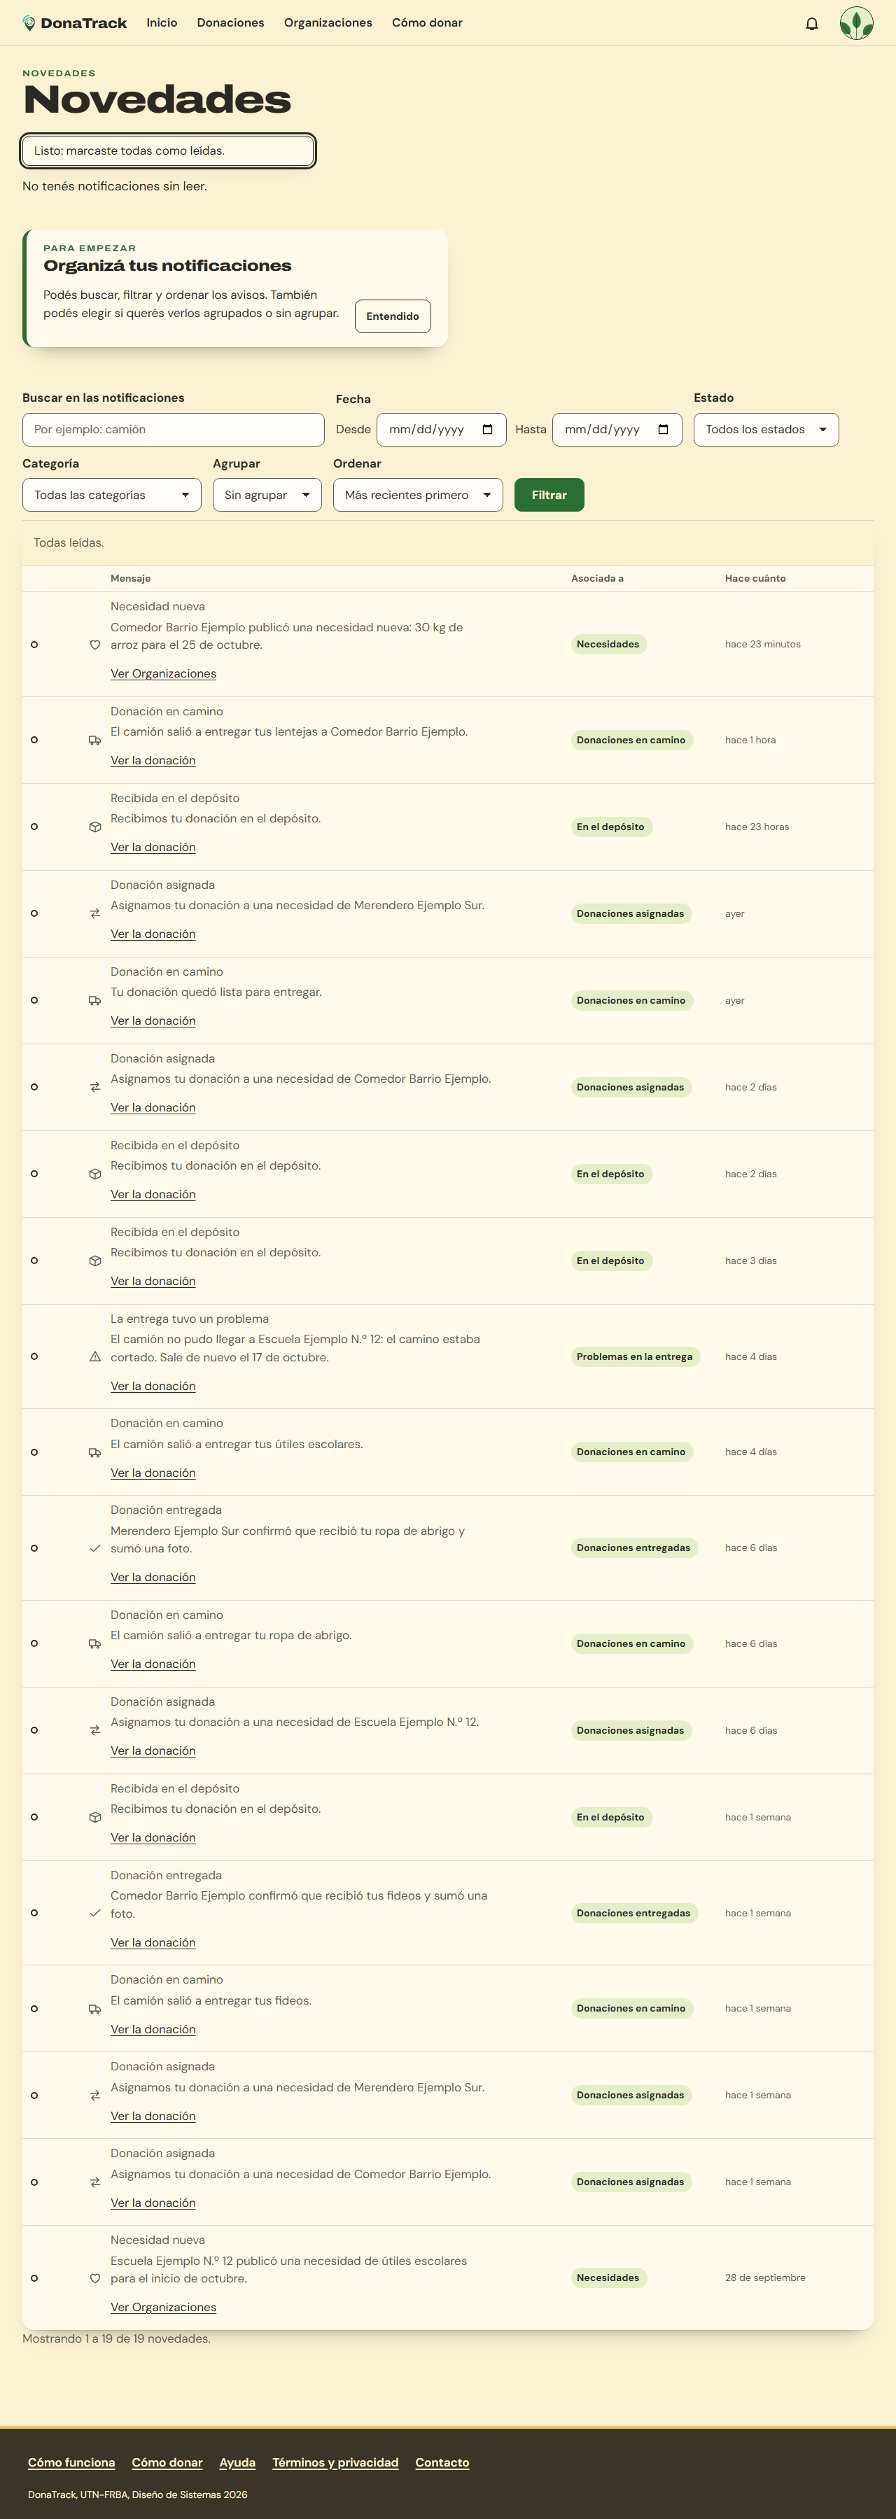 DonaTrack Inicio Donaciones Organizaciones Cómo donar
NOVEDADES
Novedades
Listo: marcaste todas como leídas.
No tenés notificaciones sin leer.
PARA EMPEZAR
Organizá tus notificaciones
Podés buscar, filtrar y ordenar los avisos. También
podés elegir si querés verlos agrupados o sin agrupar.
Entendido
Buscar en las notificaciones Fecha Estado
Por ejemplo: camión Desde mm/dd/yyyy Hasta mm/dd/yyyy Todos los estados
Categoría Agrupar Ordenar
Todas las categorías Sin agrupar Más recientes primero Filtrar
Todas leídas.
Mensaje Asociada a Hace cuánto
Necesidad nueva
Comedor Barrio Ejemplo publicó una necesidad nueva: 30 kg de
arroz para el 25 de octubre.
Necesidades hace 23 minutos
Ver Organizaciones
Donación en camino
El camión salió a entregar tus lentejas a Comedor Barrio Ejemplo.
Donaciones en camino hace 1 hora
Ver la donación
Recibida en el depósito
Recibimos tu donación en el depósito.
En el depósito hace 23 horas
Ver la donación
Donación asignada
Asignamos tu donación a una necesidad de Merendero Ejemplo Sur.
Donaciones asignadas ayer
Ver la donación
Donación en camino
Tu donación quedó lista para entregar.
Donaciones en camino ayer
Ver la donación
Donación asignada
Asignamos tu donación a una necesidad de Comedor Barrio Ejemplo.
Donaciones asignadas hace 2 días
Ver la donación
Recibida en el depósito
Recibimos tu donación en el depósito.
En el depósito hace 2 días
Ver la donación
Recibida en el depósito
Recibimos tu donación en el depósito.
En el depósito hace 3 días
Ver la donación
La entrega tuvo un problema
El camión no pudo llegar a Escuela Ejemplo N.º 12: el camino estaba
cortado. Sale de nuevo el 17 de octubre.
Problemas en la entrega hace 4 días
Ver la donación
Donación en camino
El camión salió a entregar tus útiles escolares.
Donaciones en camino hace 4 días
Ver la donación
Donación entregada
Merendero Ejemplo Sur confirmó que recibió tu ropa de abrigo y
sumó una foto.
Donaciones entregadas hace 6 días
Ver la donación
Donación en camino
El camión salió a entregar tu ropa de abrigo.
Donaciones en camino hace 6 días
Ver la donación
Donación asignada
Asignamos tu donación a una necesidad de Escuela Ejemplo N.º 12.
Donaciones asignadas hace 6 días
Ver la donación
Recibida en el depósito
Recibimos tu donación en el depósito.
En el depósito hace 1 semana
Ver la donación
Donación entregada
Comedor Barrio Ejemplo confirmó que recibió tus fideos y sumó una
foto.
Donaciones entregadas hace 1 semana
Ver la donación
Donación en camino
El camión salió a entregar tus fideos.
Donaciones en camino hace 1 semana
Ver la donación
Donación asignada
Asignamos tu donación a una necesidad de Merendero Ejemplo Sur.
Donaciones asignadas hace 1 semana
Ver la donación
Donación asignada
Asignamos tu donación a una necesidad de Comedor Barrio Ejemplo.
Donaciones asignadas hace 1 semana
Ver la donación
Necesidad nueva
Escuela Ejemplo N.º 12 publicó una necesidad de útiles escolares
para el inicio de octubre.
Necesidades 28 de septiembre
Ver Organizaciones
Mostrando 1 a 19 de 19 novedades.
Cómo funciona Cómo donar Ayuda Términos y privacidad Contacto
DonaTrack, UTN-FRBA, Diseño de Sistemas 2026